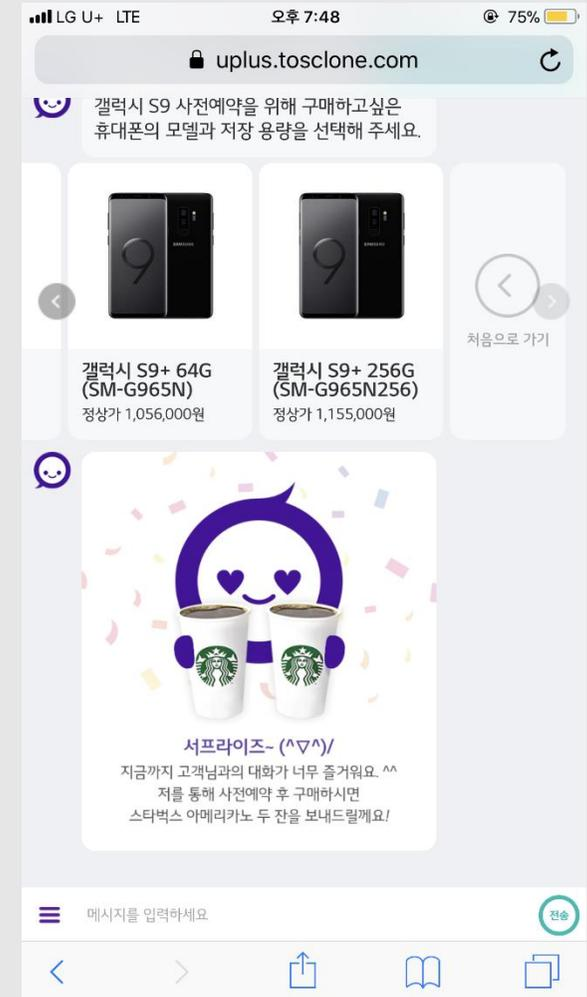 LG U+ LTE
오후 7:48
75%
uplus.tosclone.com
갤럭시 S9 사전예약을 위해 구매하고싶은
휴대폰의 모델과 저장 용량을 선택해 주세요.
9
SAMSUNG
9
SAMSUNG
갤럭시 S9+ 64G
(SM-G965N)
정상가 1,056,000원
갤럭시 S9+ 256G
(SM-G965N256)
정상가 1,155,000원
처음으로 가기
서프라이즈~ (^▽^)/
지금까지 고객님과의 대화가 너무 즐거워요. ^^
저를 통해 사전예약 후 구매하시면
스타벅스 아메리카노 두 잔을 보내드릴께요!
메시지를 입력하세요
전송